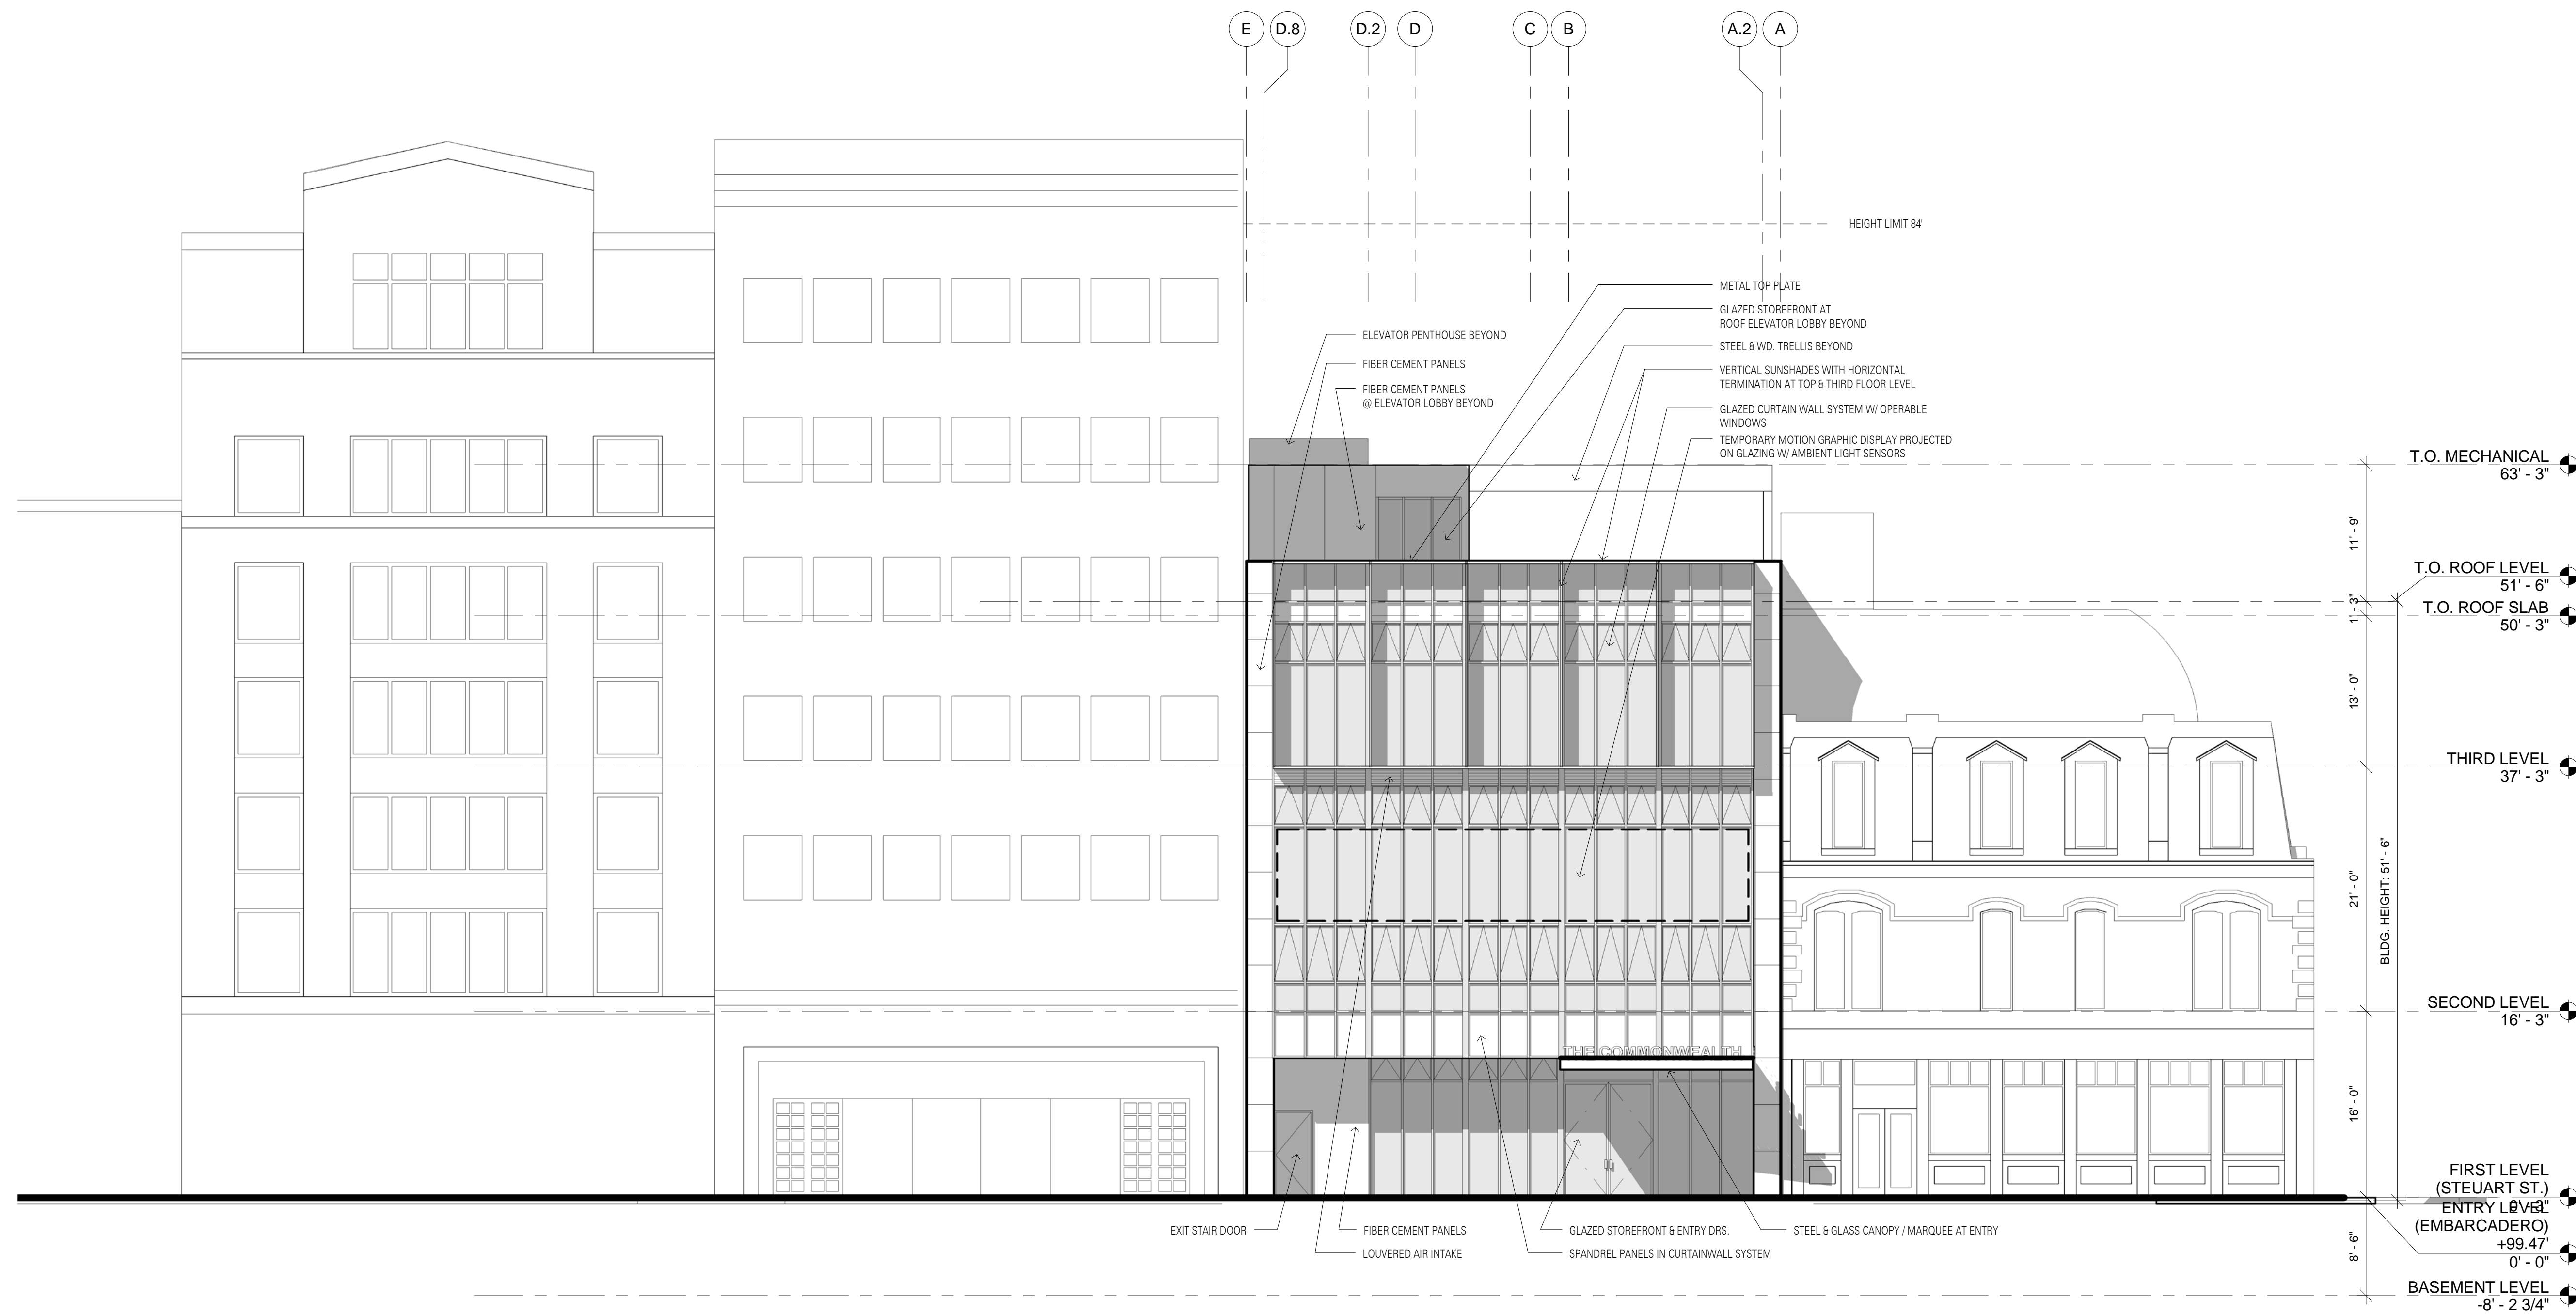 E
D.8
D.2
D
C
B
A.2
A
HEIGHT LIMIT 84'
METAL TOP PLATE
GLAZED STOREFRONT AT
ROOF ELEVATOR LOBBY BEYOND
STEEL & WD. TRELLIS BEYOND
VERTICAL SUNSHADES WITH HORIZONTAL
TERMINATION AT TOP & THIRD FLOOR LEVEL
GLAZED CURTAIN WALL SYSTEM W/ OPERABLE
WINDOWS
TEMPORARY MOTION GRAPHIC DISPLAY PROJECTED
ON GLAZING W/ AMBIENT LIGHT SENSORS
ELEVATOR PENTHOUSE BEYOND
FIBER CEMENT PANELS
FIBER CEMENT PANELS
@ ELEVATOR LOBBY BEYOND
T.O. MECHANICAL
63' - 3"
11' - 9"
T.O. ROOF LEVEL
51' - 6"
1' - 3"
T.O. ROOF SLAB
50' - 3"
13' - 0"
THIRD LEVEL
37' - 3"
21' - 0"
BLDG. HEIGHT: 51' - 6"
SECOND LEVEL
16' - 3"
THE COMMONWEALTH
16' - 0"
FIRST LEVEL
(STEUART ST.)
0' - 3"
ENTRY LEVEL
(EMBARCADERO)
+99.47'
0' - 0"
8' - 6"
BASEMENT LEVEL
-8' - 2 3/4"
EXIT STAIR DOOR
FIBER CEMENT PANELS
LOUVERED AIR INTAKE
GLAZED STOREFRONT & ENTRY DRS.
SPANDREL PANELS IN CURTAINWALL SYSTEM
STEEL & GLASS CANOPY / MARQUEE AT ENTRY